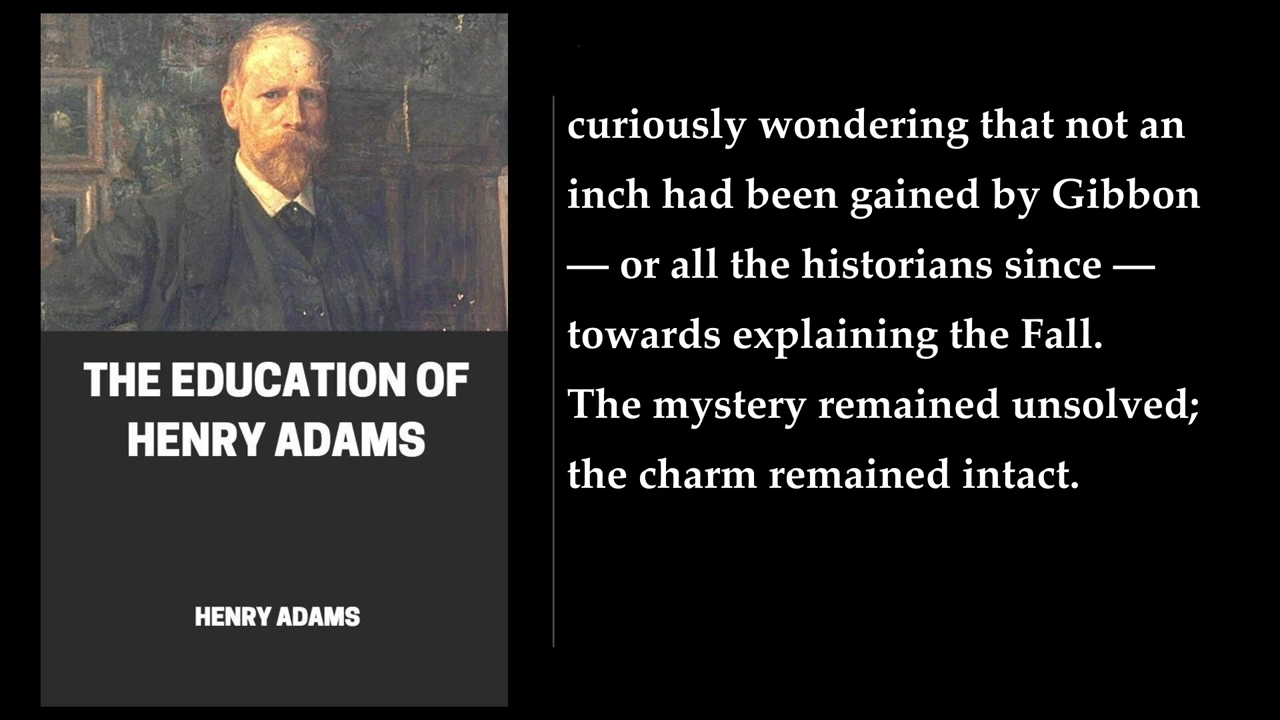 THE EDUCATION OF
HENRY ADAMS
HENRY ADAMS
curiously wondering that not an
inch had been gained by Gibbon
— or all the historians since —
towards explaining the Fall.
The mystery remained unsolved;
the charm remained intact.